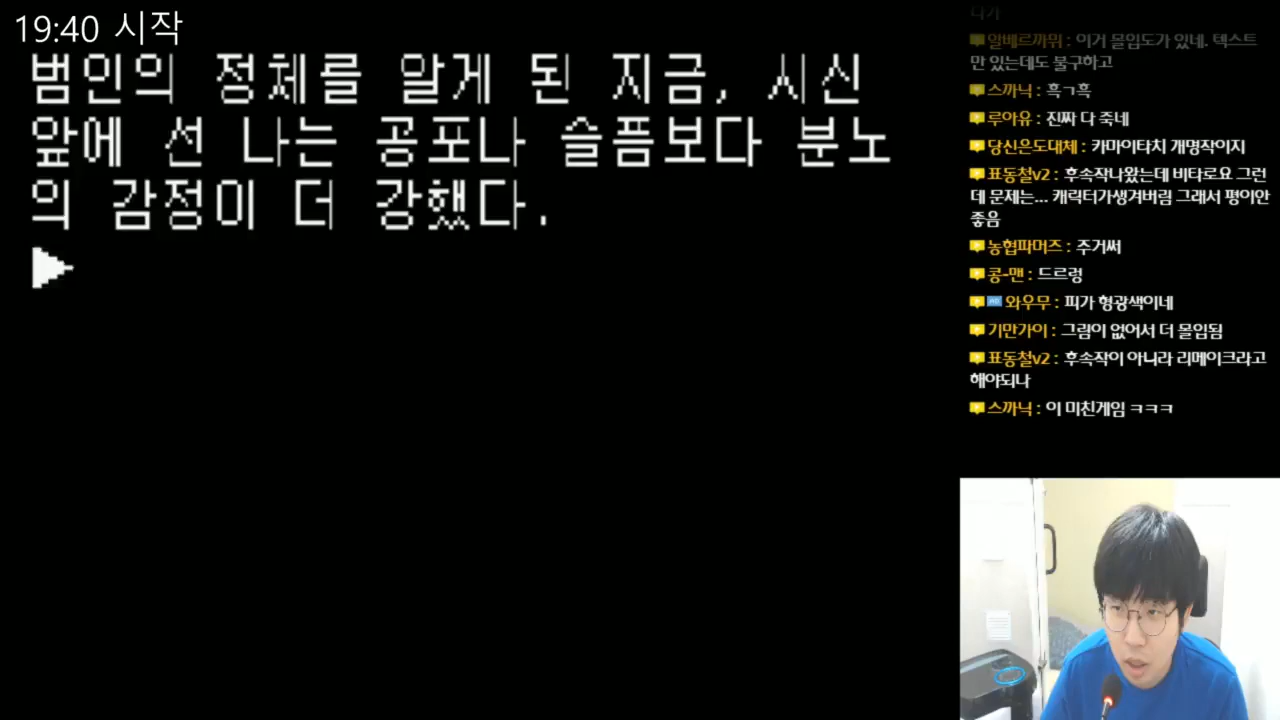 19:40 시작
범인의 정체를 알게 된 지금, 시신
앞에 선 나는 공포나 슬픔보다 분노
의 감정이 더 강했다.
다가
알베르까뮈 : 이거 몰입도가 있네. 텍스트
만 있는데도 불구하고
스까닉 : 흑ㄱ흑
루아유 : 진짜 다 죽네
당신은도대체 : 카마이타치 개명작이지
표동철v2 : 후속작나왔는데 비타로요 그런
데 문제는... 캐릭터가생겨버림 그래서 평이안
좋음
농협파머즈 : 주거써
콩-맨 : 드르렁
와우무 : 피가 형광색이네
기만가이 : 그림이 없어서 더 몰입됨
표동철v2 : 후속작이 아니라 리메이크라고
해야되나
스까닉 : 이 미친게임 ㅋㅋㅋ